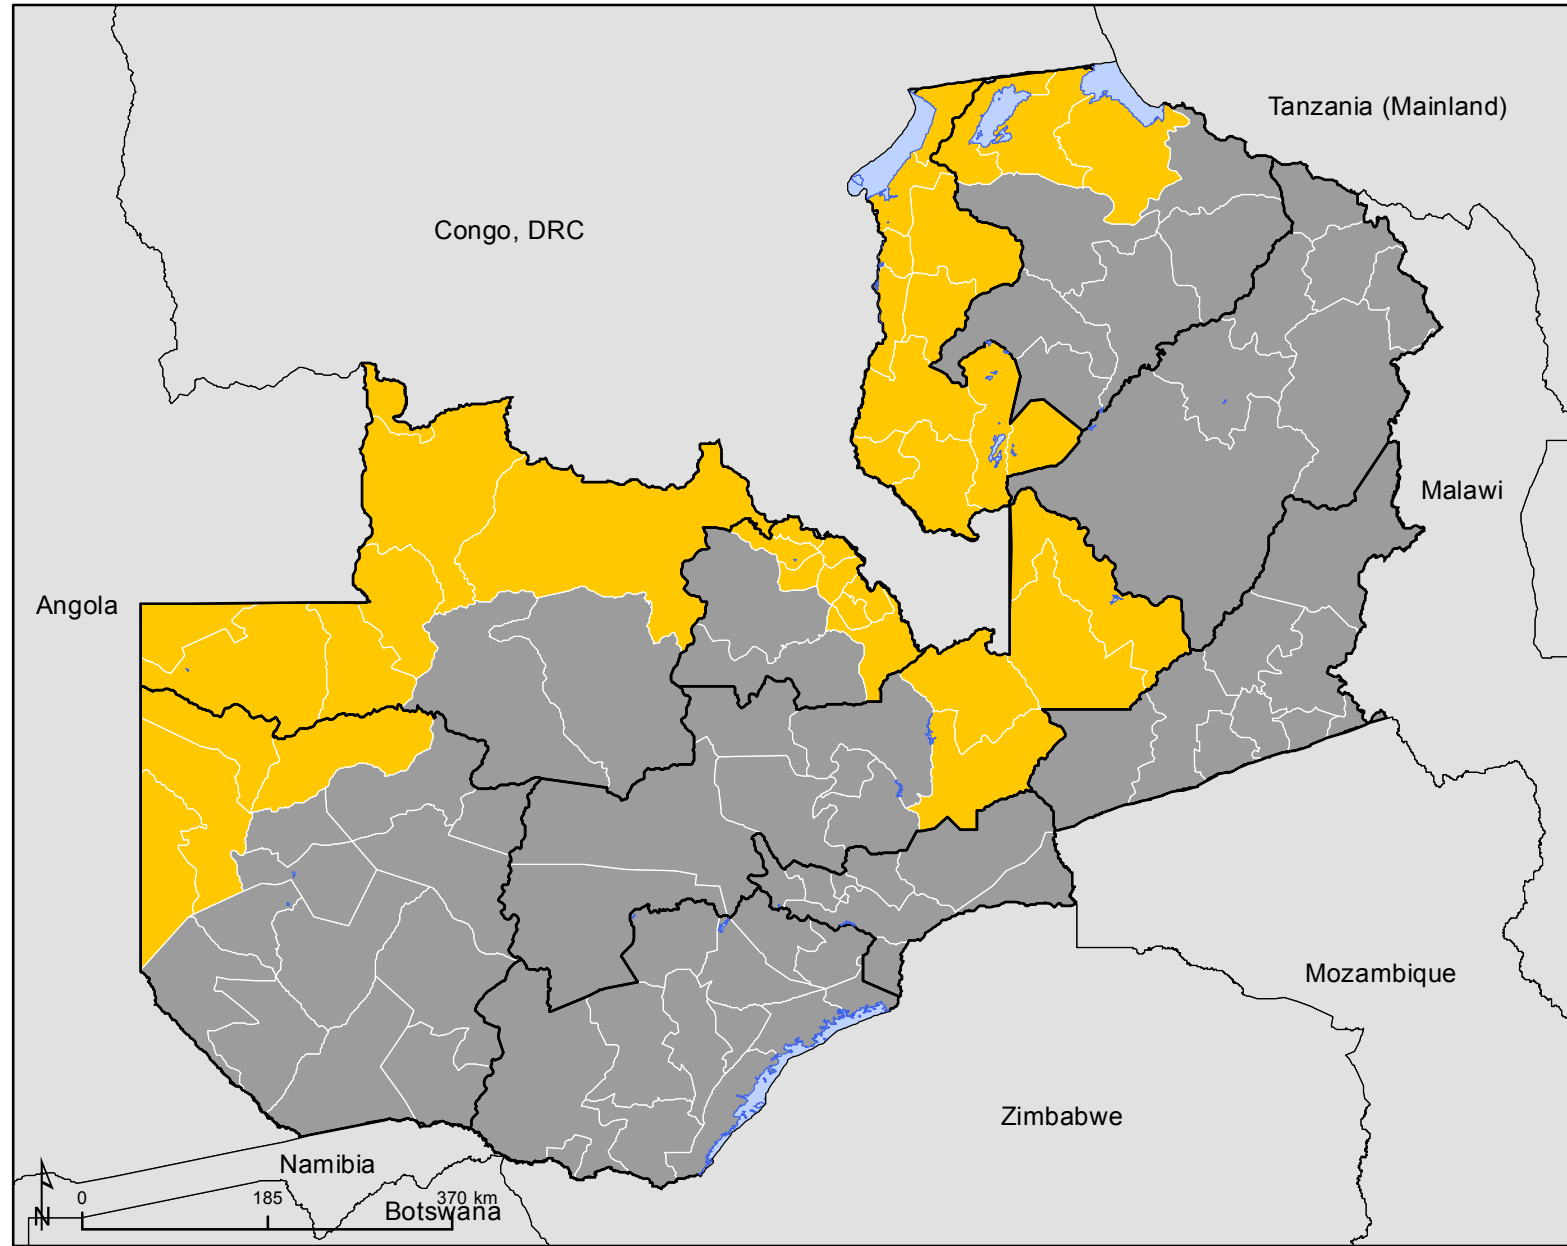 Tanzania (Mainland)
Congo, DRC
Malawi
Angola
Mozambique
Zimbabwe
Namibia
0 185 370 km
Botswana
N